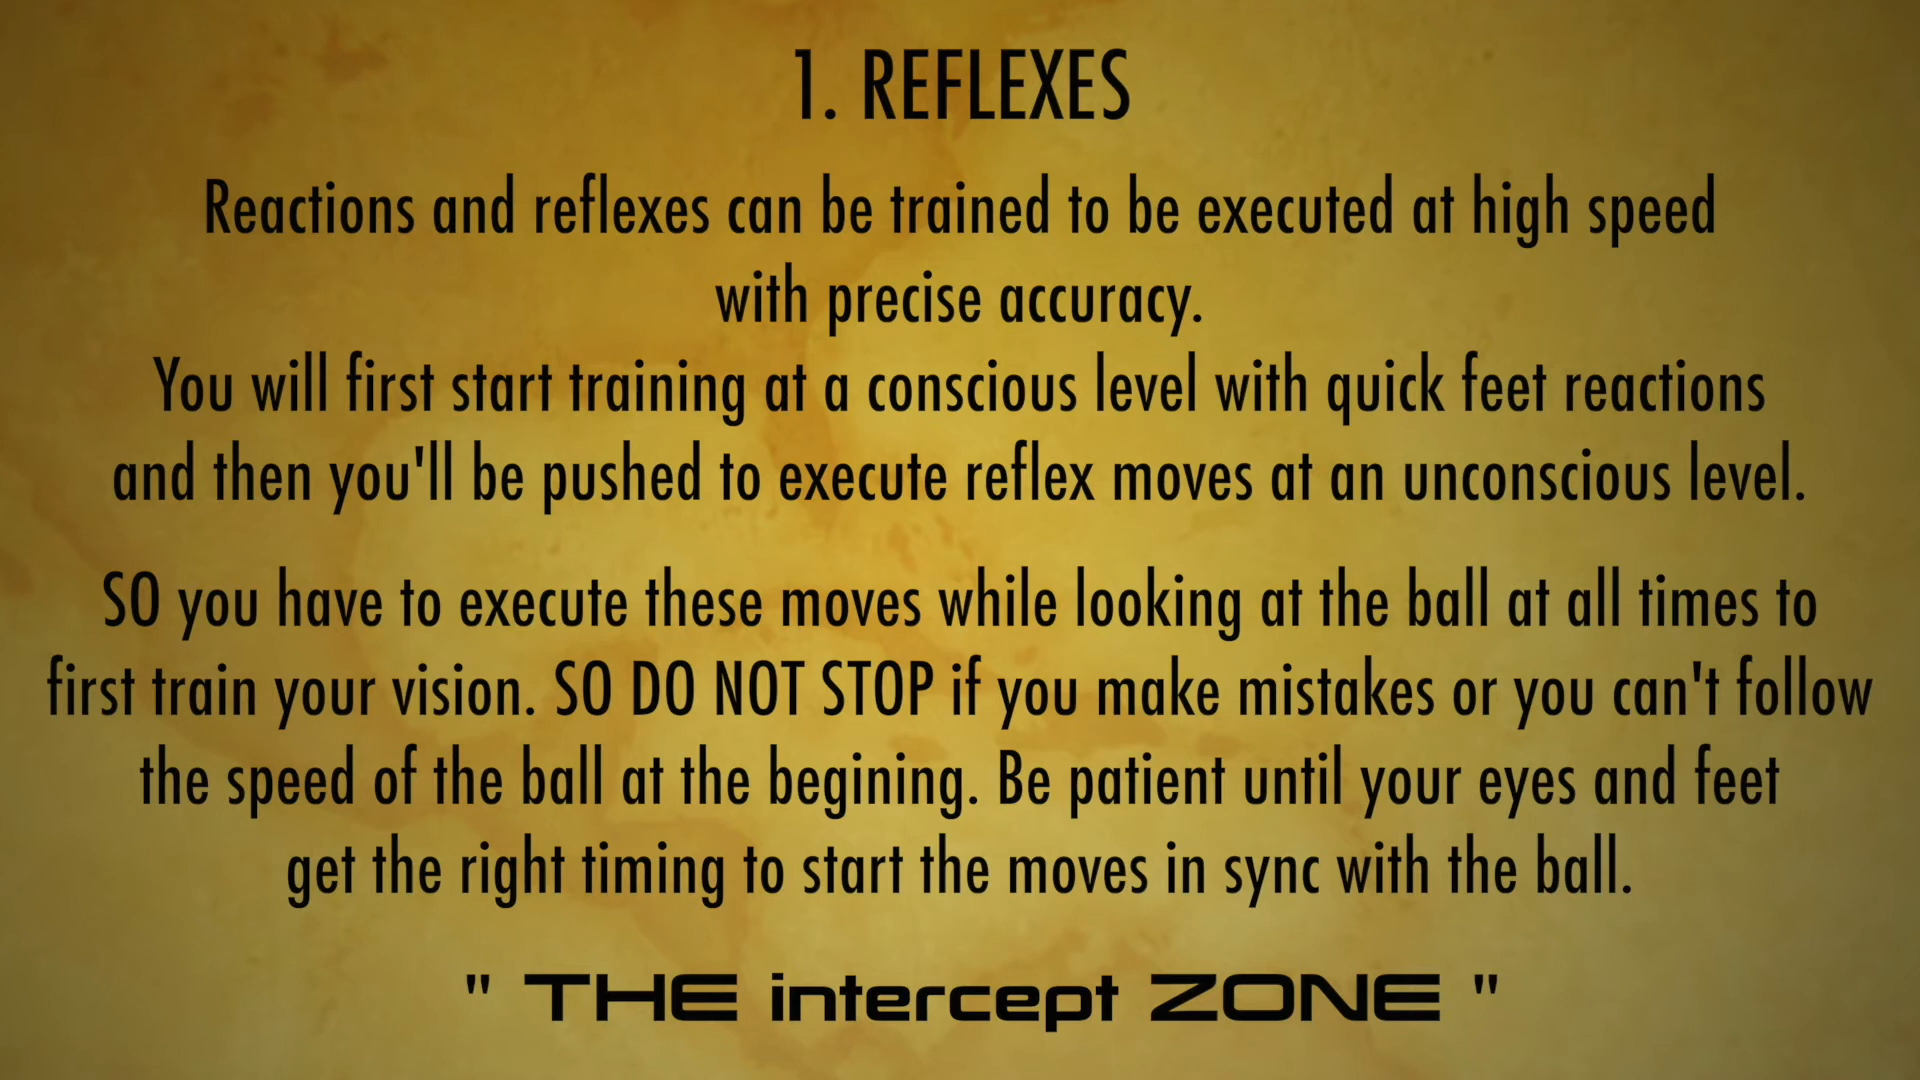 1. REFLEXES
Reactions and reflexes can be trained to be executed at high speed
with precise accuracy.
You will first start training at a conscious level with quick feet reactions
and then you'll be pushed to execute reflex moves at an unconscious level.
SO you have to execute these moves while looking at the ball at all times to
first train your vision. SO DO NOT STOP if you make mistakes or you can't follow
the speed of the ball at the begining. Be patient until your eyes and feet
get the right timing to start the moves in sync with the ball.
" THE intercept ZONE "